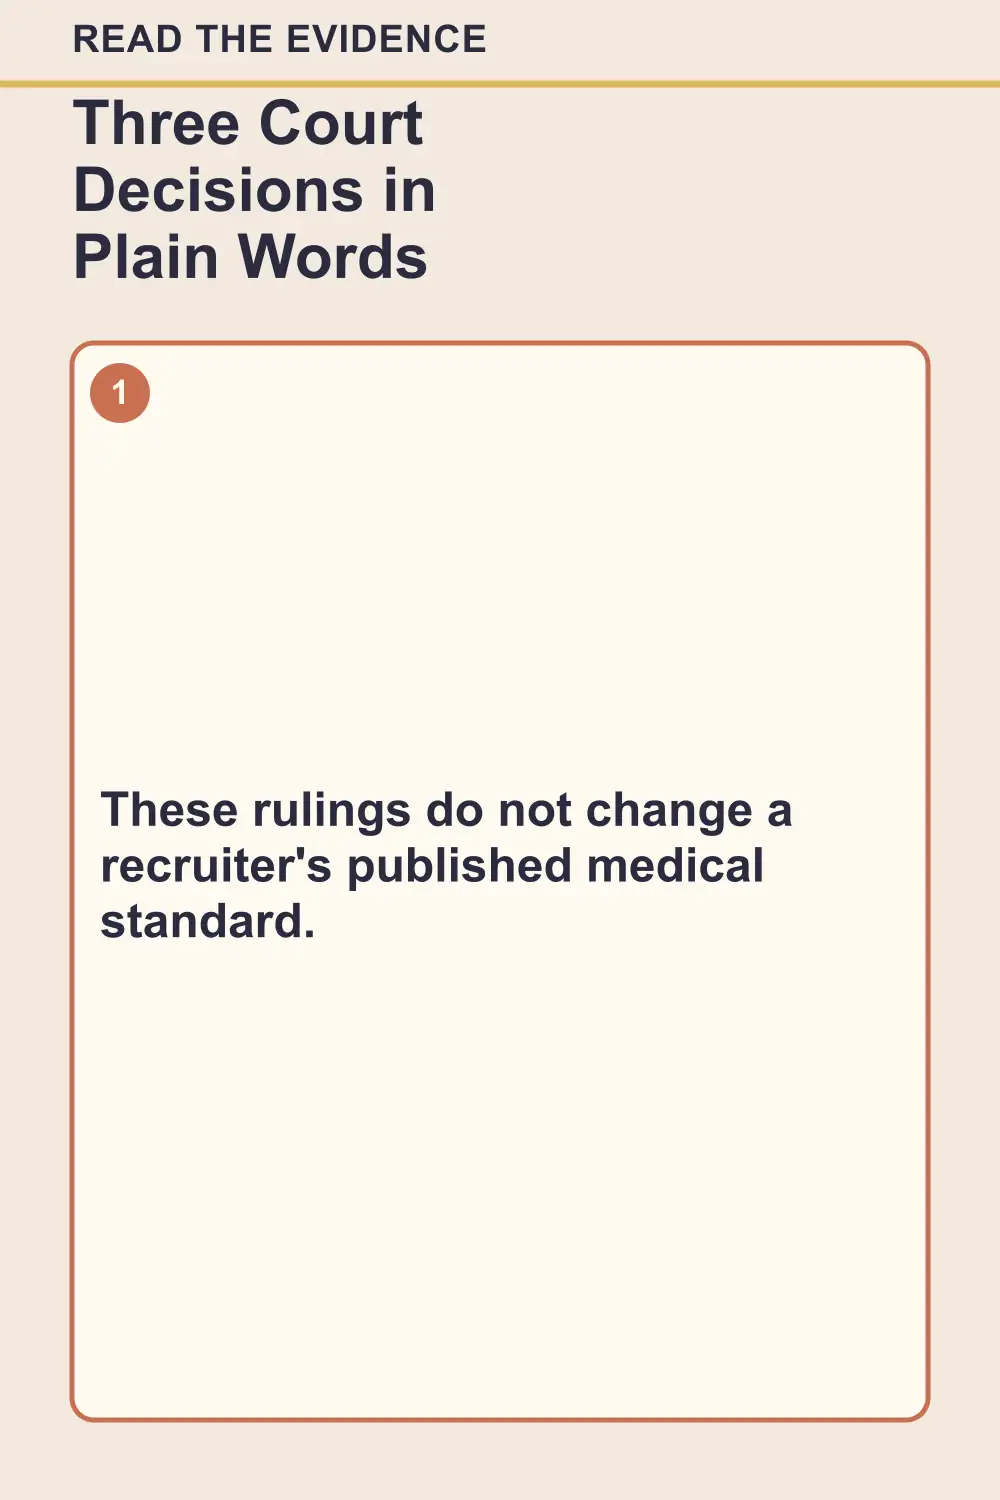 READ THE EVIDENCE
Three Court
Decisions in
Plain Words
1
These rulings do not change a
recruiter's published medical
standard.